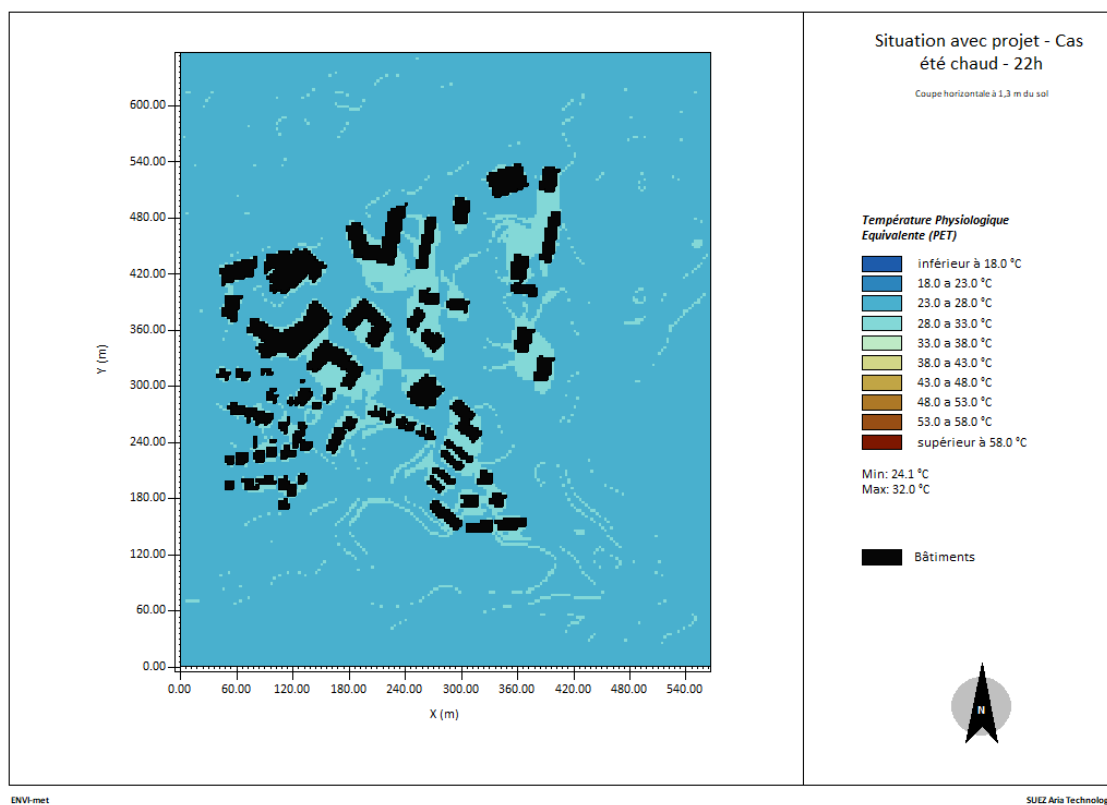 Situation avec projet - Cas
été chaud - 22h
Coupe horizontale à 1,3 m du sol
600.00
540.00
480.00
420.00
360.00
300.00
240.00
180.00
120.00
60.00
0.00
Y (m)
0.00 60.00 120.00 180.00 240.00 300.00 360.00 420.00 480.00 540.00
X (m)
Température Physiologique
Equivalente (PET)
inférieur à 18.0 °C
18.0 a 23.0 °C
23.0 a 28.0 °C
28.0 a 33.0 °C
33.0 a 38.0 °C
38.0 a 43.0 °C
43.0 a 48.0 °C
48.0 a 53.0 °C
53.0 a 58.0 °C
supérieur à 58.0 °C
Min: 24.1 °C
Max: 32.0 °C
Bâtiments
N
ENVI-met
SUEZ Aria Technolog